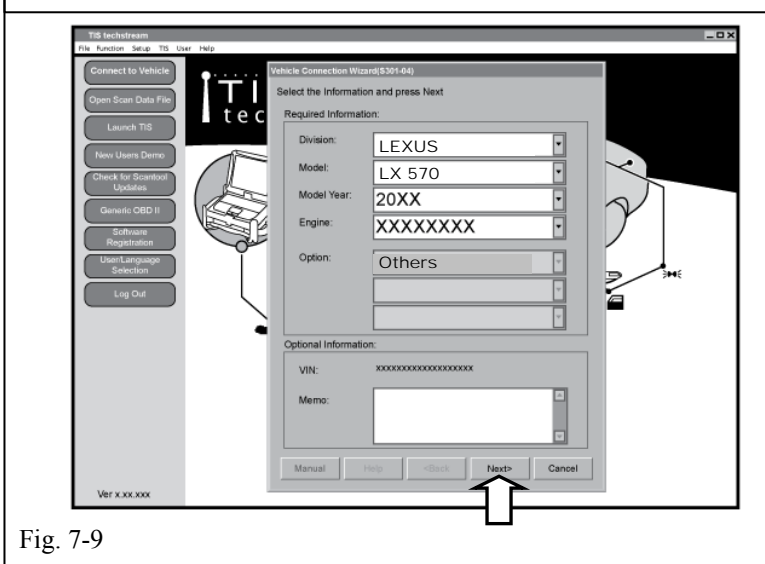 TIS techstream
File Function Setup TIS User Help
Connect to Vehicle
Open Scan Data File
Launch TIS
New Users Demo
Check for Scantool
Updates
Generic OBD II
Software
Registration
User/Language
Selection
Log Out
Ver x.xx.xxx
TI
tec
Vehicle Connection Wizard(S301-04)
Select the Information and press Next
Required Information:
Division: LEXUS
Model: LX 570
Model Year: 20XX
Engine: XXXXXXXX
Option: Others
Optional Information:
VIN: xxxxxxxxxxxxxxxxxxx
Memo:
Manual Help <Back Next> Cancel
Fig. 7-9